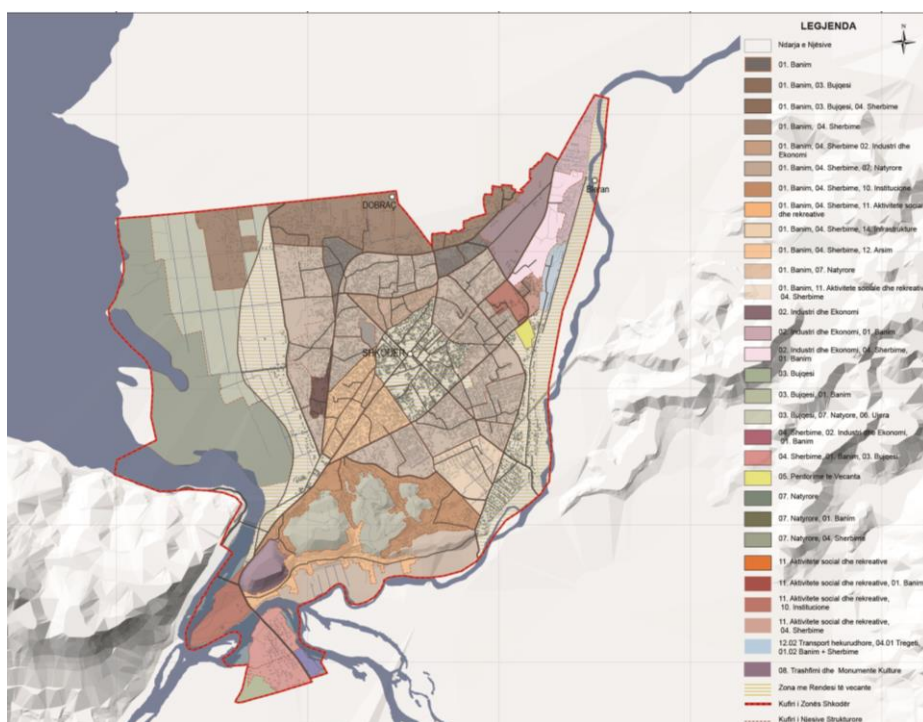 LEGJENDA
N
Ndarja e Njësive
01. Banim
01. Banim, 03. Bujqesi
01. Banim, 03. Bujqesi, 04. Sherbime
01. Banim, 04. Sherbime
01. Banim, 04. Sherbime 02. Industri dhe
Ekonomi
01. Banim, 04. Sherbime, 07. Natyrore
01. Banim, 04. Sherbime, 10. Institucione
01. Banim, 04. Sherbime, 11. Aktivitete social
dhe rekreative
01. Banim, 04. Sherbime, 14. Infrastrukture
01. Banim, 04. Sherbime, 12. Arsim
01. Banim, 07. Natyrore
01. Banim, 11. Aktivitete sociale dhe rekreative
04. Sherbime
02. Industri dhe Ekonomi
02. Industri dhe Ekonomi, 01. Banim
02. Industri dhe Ekonomi, 04. Sherbime,
01. Banim
03. Bujqesi
03. Bujqesi, 01. Banim
03. Bujqesi, 07. Natyore, 06. Ujera
04. Sherbime, 02. Industri dhe Ekonomi,
01. Banim
04. Sherbime, 01. Banim, 03. Bujqesi
05. Perdorime te Vecanta
07. Natyrore
07. Natyrore, 01. Banim
07. Natyrore, 04. Sherbime
11. Aktivitete social dhe rekreative
11. Aktivitete social dhe rekreative, 01. Banim
11. Aktivitete social dhe rekreative,
10. Institucione
11. Aktivitete social dhe rekreative,
04. Sherbime
12.02 Transport hekurudhore, 04.01 Tregeti,
01.02 Banim + Sherbime
08. Trashfimi dhe Monumente Kulture
Zona me Rendesi të vecante
Kufiri i Zonës Shkodër
Kufiri i Njesive Strukturore
DOBRAÇ
SHKODER